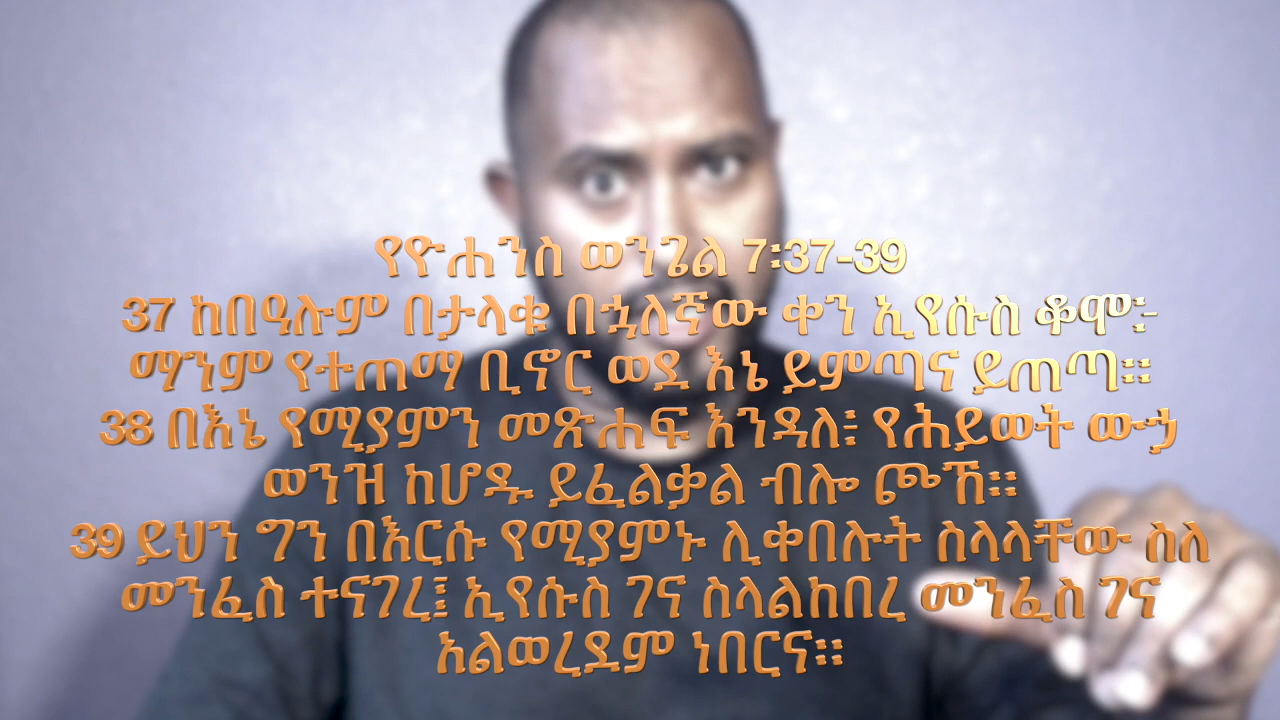 የዮሐንስ ወንጌል 7፡37-39
37 ከበዓሉም በታላቁ በኋለኛው ቀን ኢየሱስ ቆሞ፡-
ማንም የተጠማ ቢኖር ወደ እኔ ይምጣና ይጠጣ።
38 በእኔ የሚያምን መጽሐፍ እንዳለ፥ የሕይወት ውኃ
ወንዝ ከሆዱ ይፈልቃል ብሎ ጮኸ።
39 ይህን ግን በእርሱ የሚያምኑ ሊቀበሉት ስላላቸው ስለ
መንፈስ ተናገረ፤ ኢየሱስ ገና ስላልከበረ መንፈስ ገና
አልወረደም ነበርና።